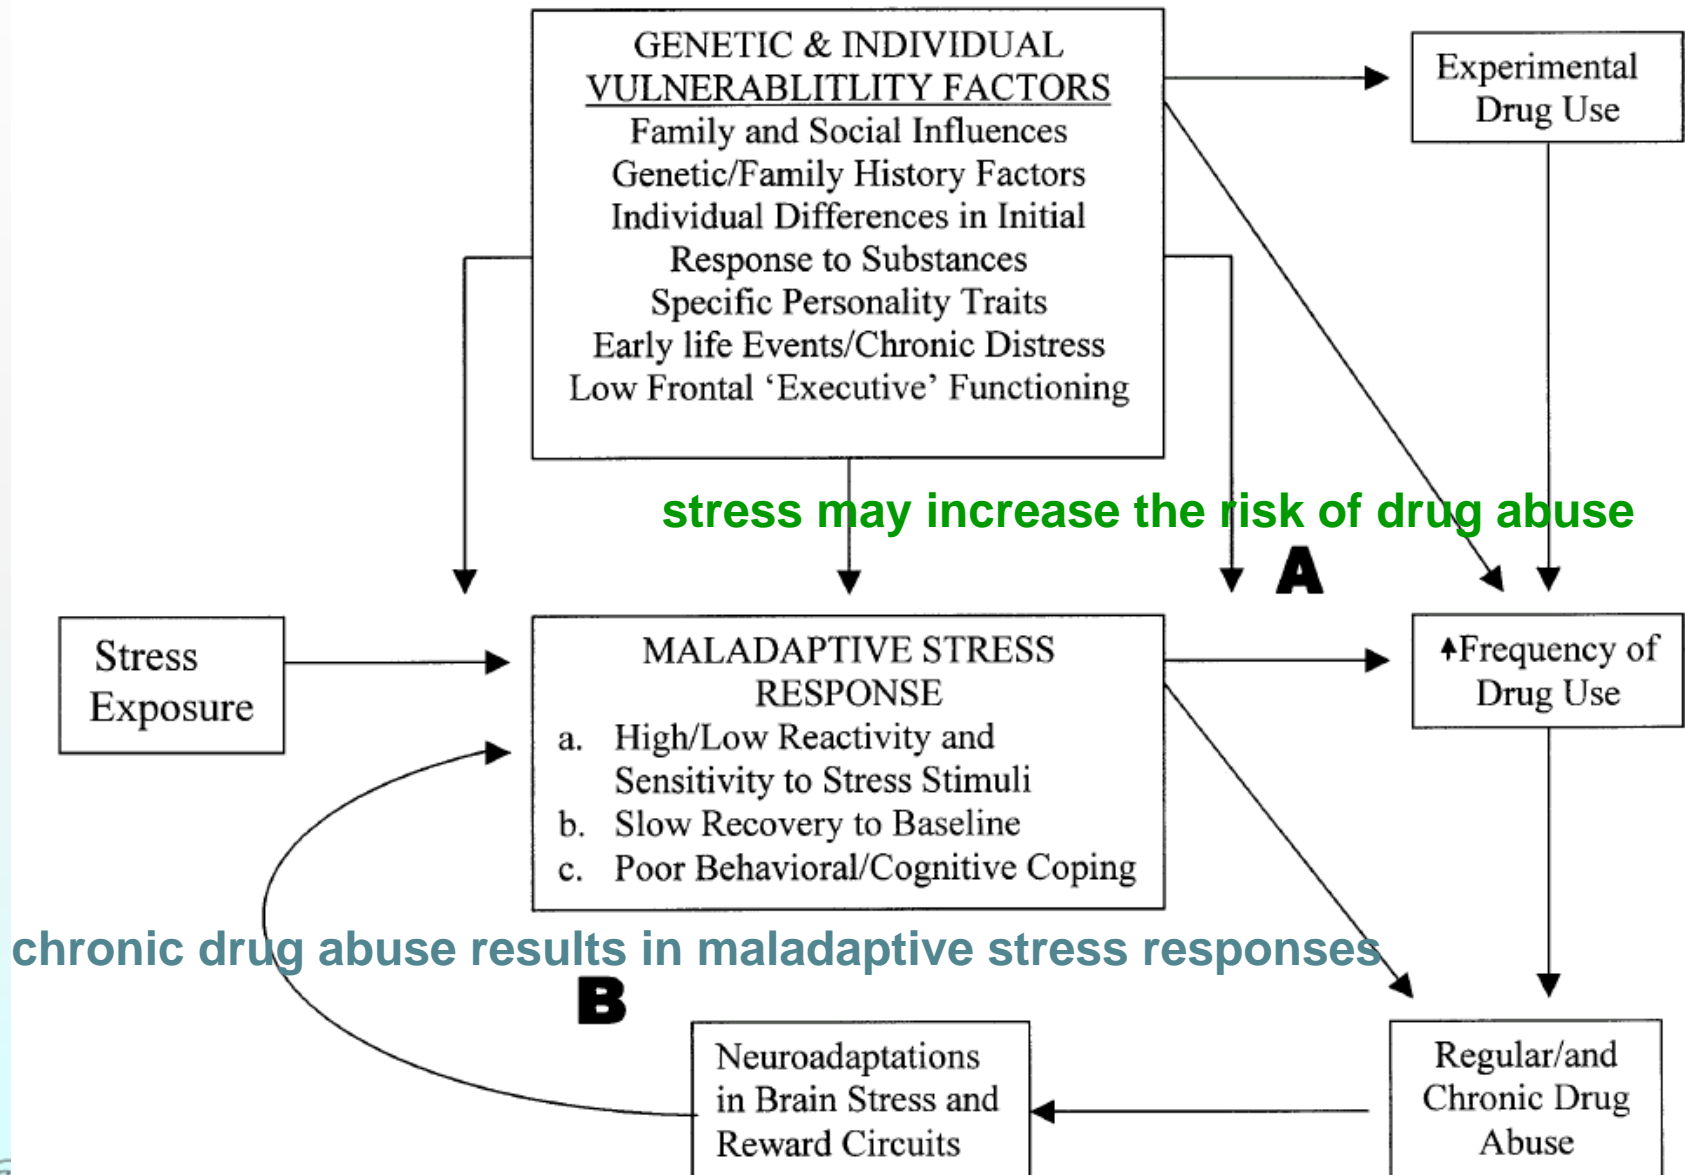 GENETIC & INDIVIDUAL
VULNERABLITLITY FACTORS
Family and Social Influences
Genetic/Family History Factors
Individual Differences in Initial
Response to Substances
Specific Personality Traits
Early life Events/Chronic Distress
Low Frontal ‘Executive’ Functioning
Experimental
Drug Use
stress may increase the risk of drug abuse
A
Stress
Exposure
MALADAPTIVE STRESS
RESPONSE
a. High/Low Reactivity and
Sensitivity to Stress Stimuli
b. Slow Recovery to Baseline
c. Poor Behavioral/Cognitive Coping
Frequency of
Drug Use
chronic drug abuse results in maladaptive stress responses
B
Neuroadaptations
in Brain Stress and
Reward Circuits
Regular/and
Chronic Drug
Abuse